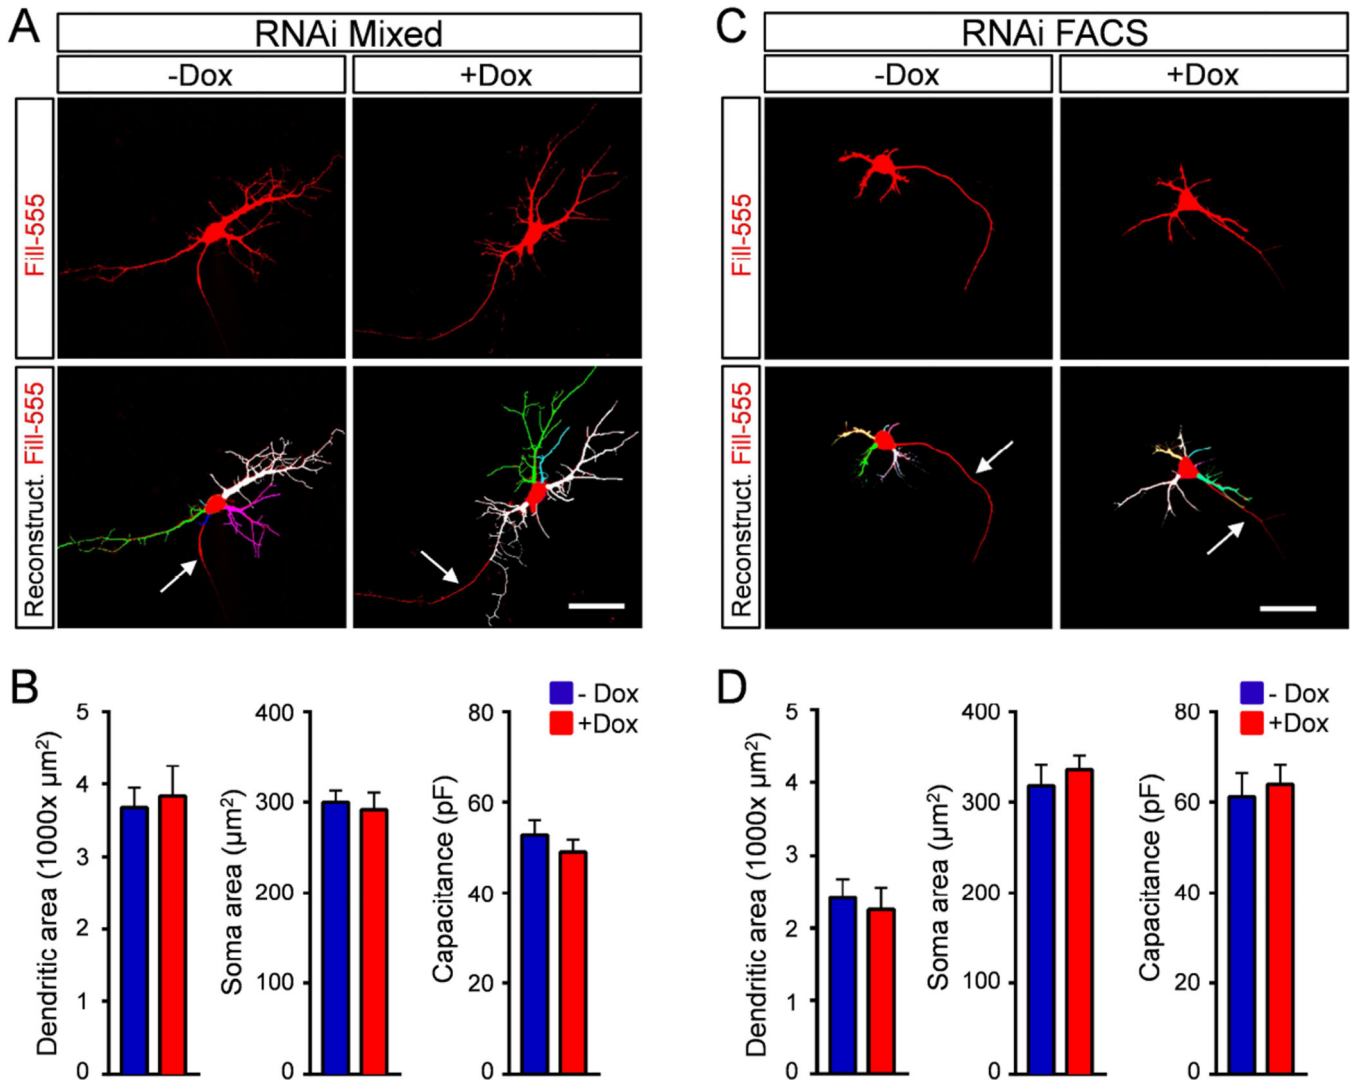 A
RNAi Mixed
-Dox
+Dox
Fill-555
Reconstruct. Fill-555
C
RNAi FACS
-Dox
+Dox
Fill-555
Reconstruct. Fill-555
B
- Dox
+Dox
Dendritic area (1000x µm²)
5
4
3
2
1
0
Soma area (µm²)
400
300
200
100
0
Capacitance (pF)
80
60
40
20
0
D
- Dox
+Dox
Dendritic area (1000x µm²)
5
4
3
2
1
0
Soma area (µm²)
400
300
200
100
0
Capacitance (pF)
80
60
40
20
0